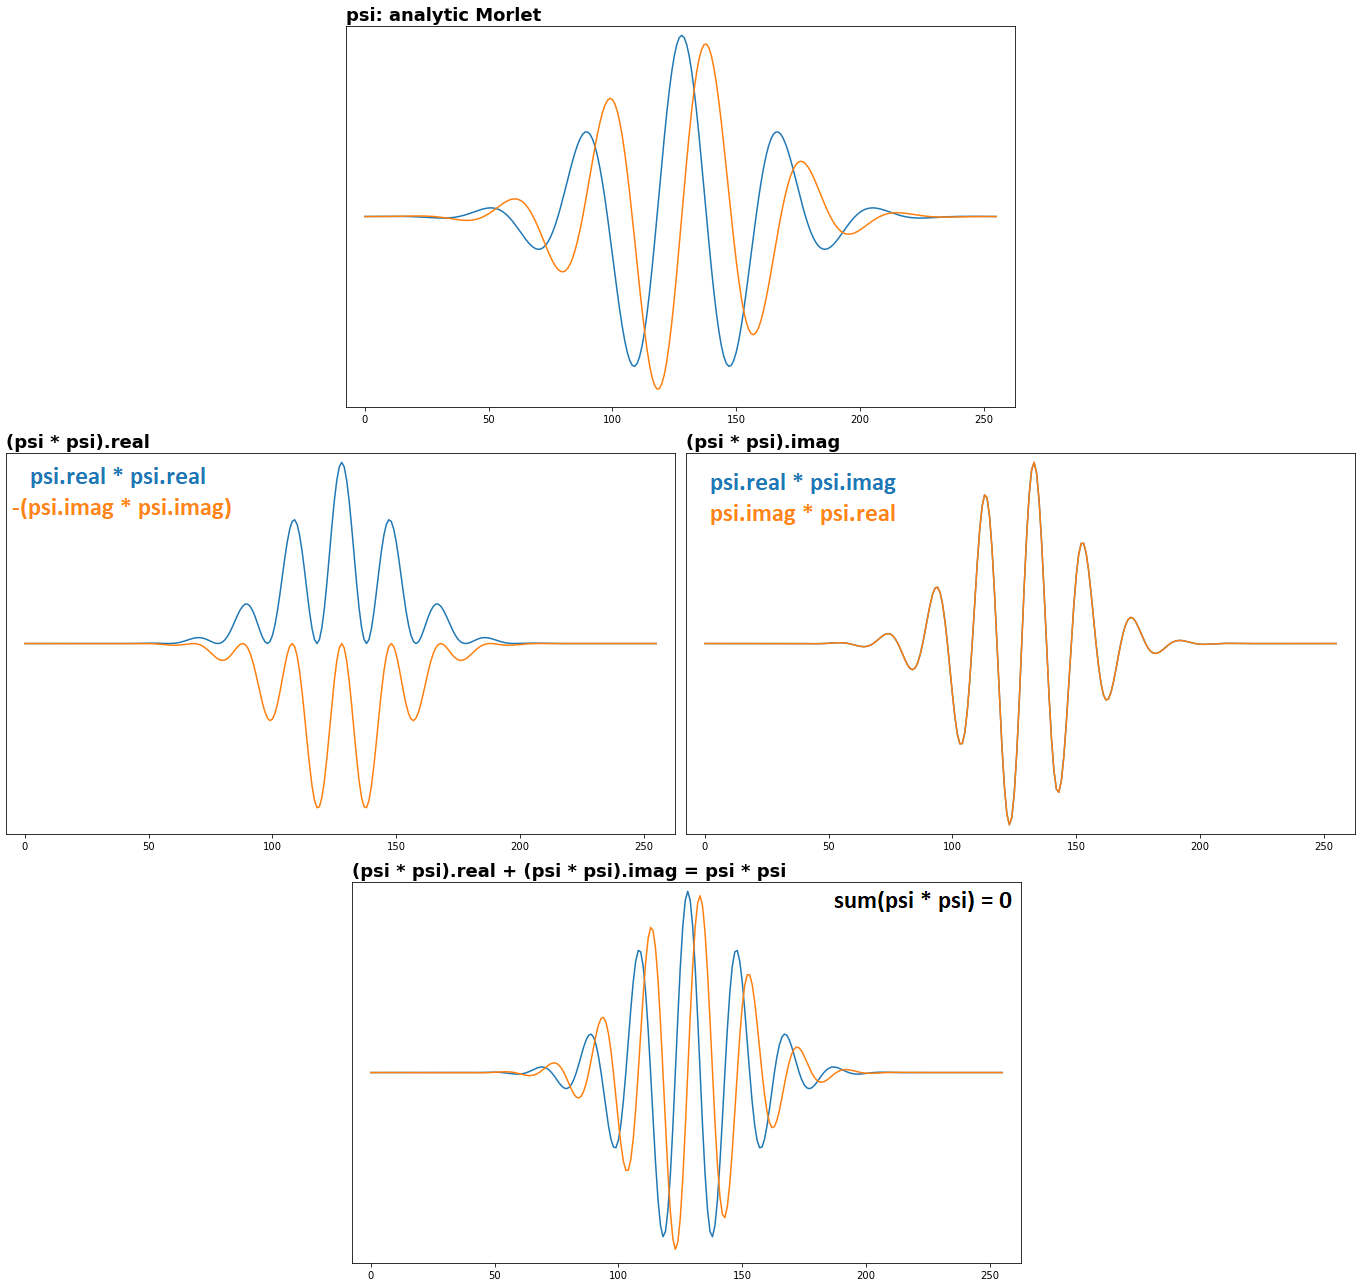 psi: analytic Morlet
0 50 100 150 200 250
(psi * psi).real
psi.real * psi.real
-(psi.imag * psi.imag)
0 50 100 150 200 250
(psi * psi).imag
psi.real * psi.imag
psi.imag * psi.real
0 50 100 150 200 250
(psi * psi).real + (psi * psi).imag = psi * psi
sum(psi * psi) = 0
0 50 100 150 200 250